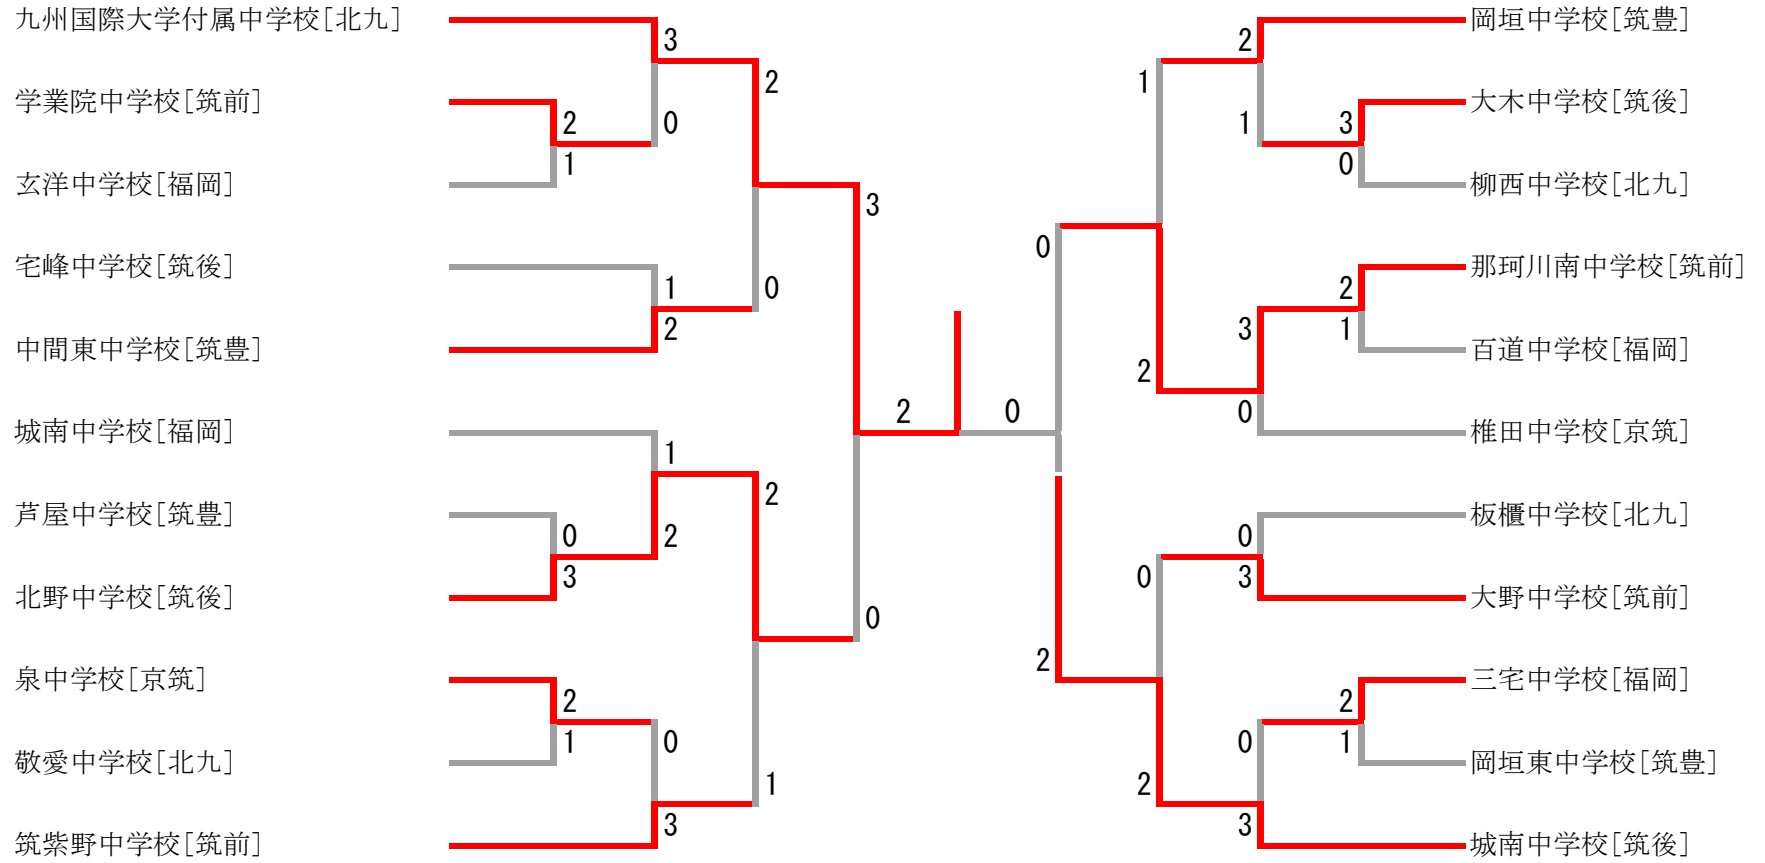 九州国際大学付属中学校[北九]
学業院中学校[筑前]
玄洋中学校[福岡]
宅峰中学校[筑後]
中間東中学校[筑豊]
城南中学校[福岡]
芦屋中学校[筑豊]
北野中学校[筑後]
泉中学校[京筑]
敬愛中学校[北九]
筑紫野中学校[筑前]
2
1
0
3
2
1
3
0
1
2
1
2
0
3
2
0
2
1
3
0
2
0
0
2
1
2
0
2
2
1
3
0
0
3
0
3
3
0
2
1
2
1
岡垣中学校[筑豊]
大木中学校[筑後]
柳西中学校[北九]
那珂川南中学校[筑前]
百道中学校[福岡]
椎田中学校[京筑]
板櫃中学校[北九]
大野中学校[筑前]
三宅中学校[福岡]
岡垣東中学校[筑豊]
城南中学校[筑後]